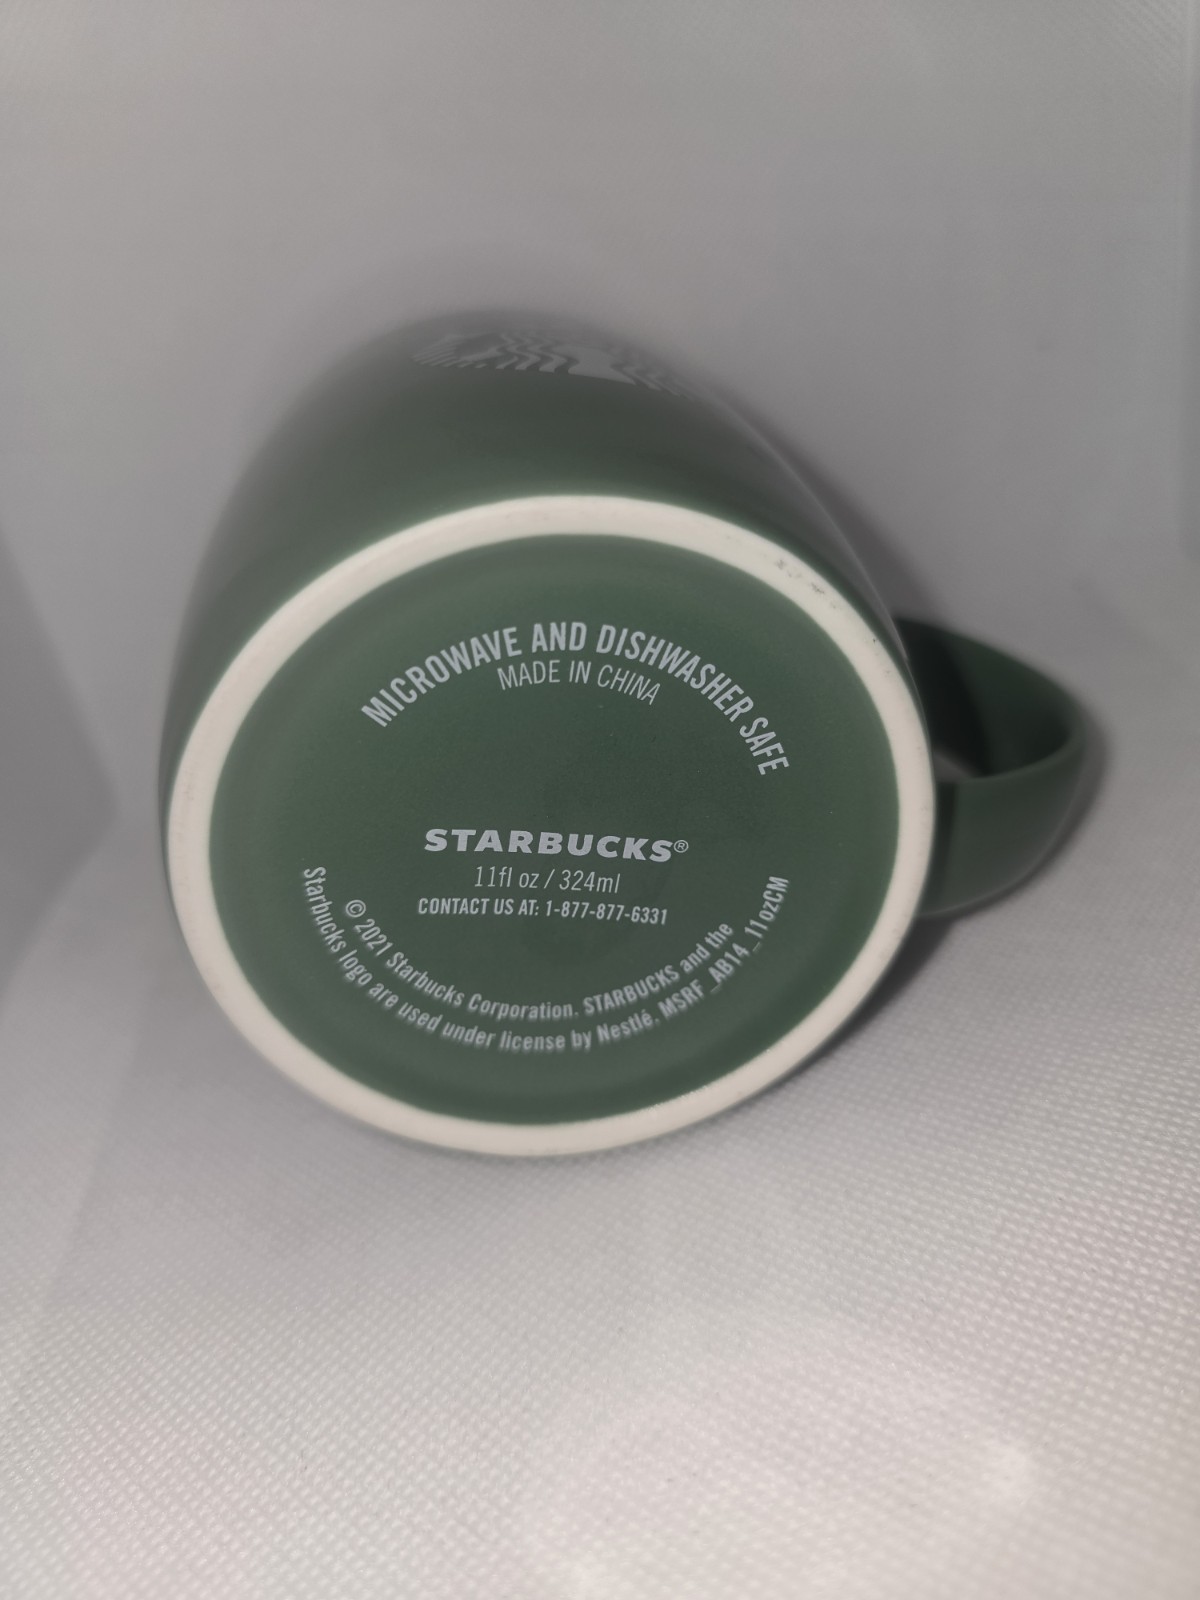 MICROWAVE AND DISHWASHER SAFE
MADE IN CHINA
STARBUCKS®
11fl oz / 324ml
CONTACT US AT: 1-877-877-6331
© 2021 Starbucks Corporation. STARBUCKS and the
Starbucks logo are used under license by Nestlé. MSRF_AB14_11ozCM